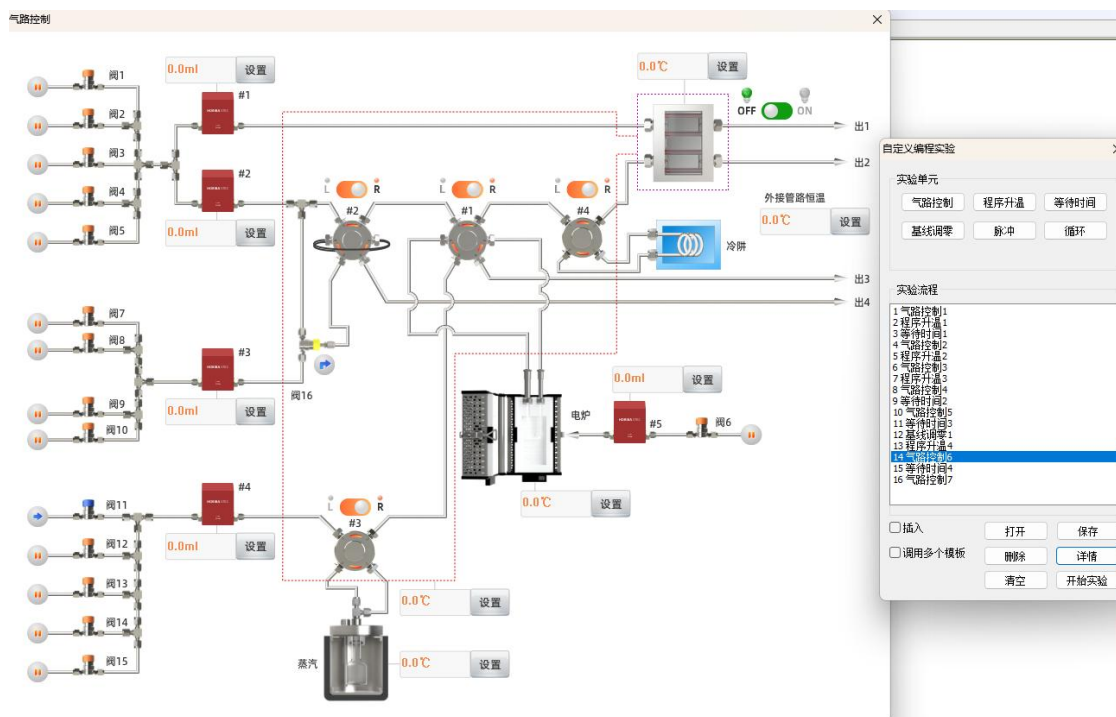 气路控制
阀1
阀2
阀3
阀4
阀5
0.0ml 设置
#1
#2
0.0ml 设置
0.0℃ 设置
OFF ON
出1
出2
L R
#2
L R
#1
L R
#4
外接管路恒温
0.0℃ 设置
冷阱
出3
出4
阀7
阀8
阀9
阀10
#3
0.0ml 设置
阀16
0.0ml 设置
电炉
#5
阀6
0.0℃ 设置
阀11
阀12
阀13
阀14
阀15
#4
0.0ml 设置
L R
#3
0.0℃ 设置
蒸汽
0.0℃ 设置
自定义编程实验
实验单元
气路控制 程序升温 等待时间
基线调零 脉冲 循环
实验流程
1 气路控制1
2 程序升温1
3 等待时间1
4 气路控制2
5 程序升温2
6 气路控制3
7 程序升温3
8 气路控制4
9 等待时间2
10 气路控制5
11 等待时间3
12 基线调零1
13 程序升温4
14 气路控制6
15 等待时间4
16 气路控制7
插入 打开 保存
调用多个模板 删除 详情
清空 开始实验